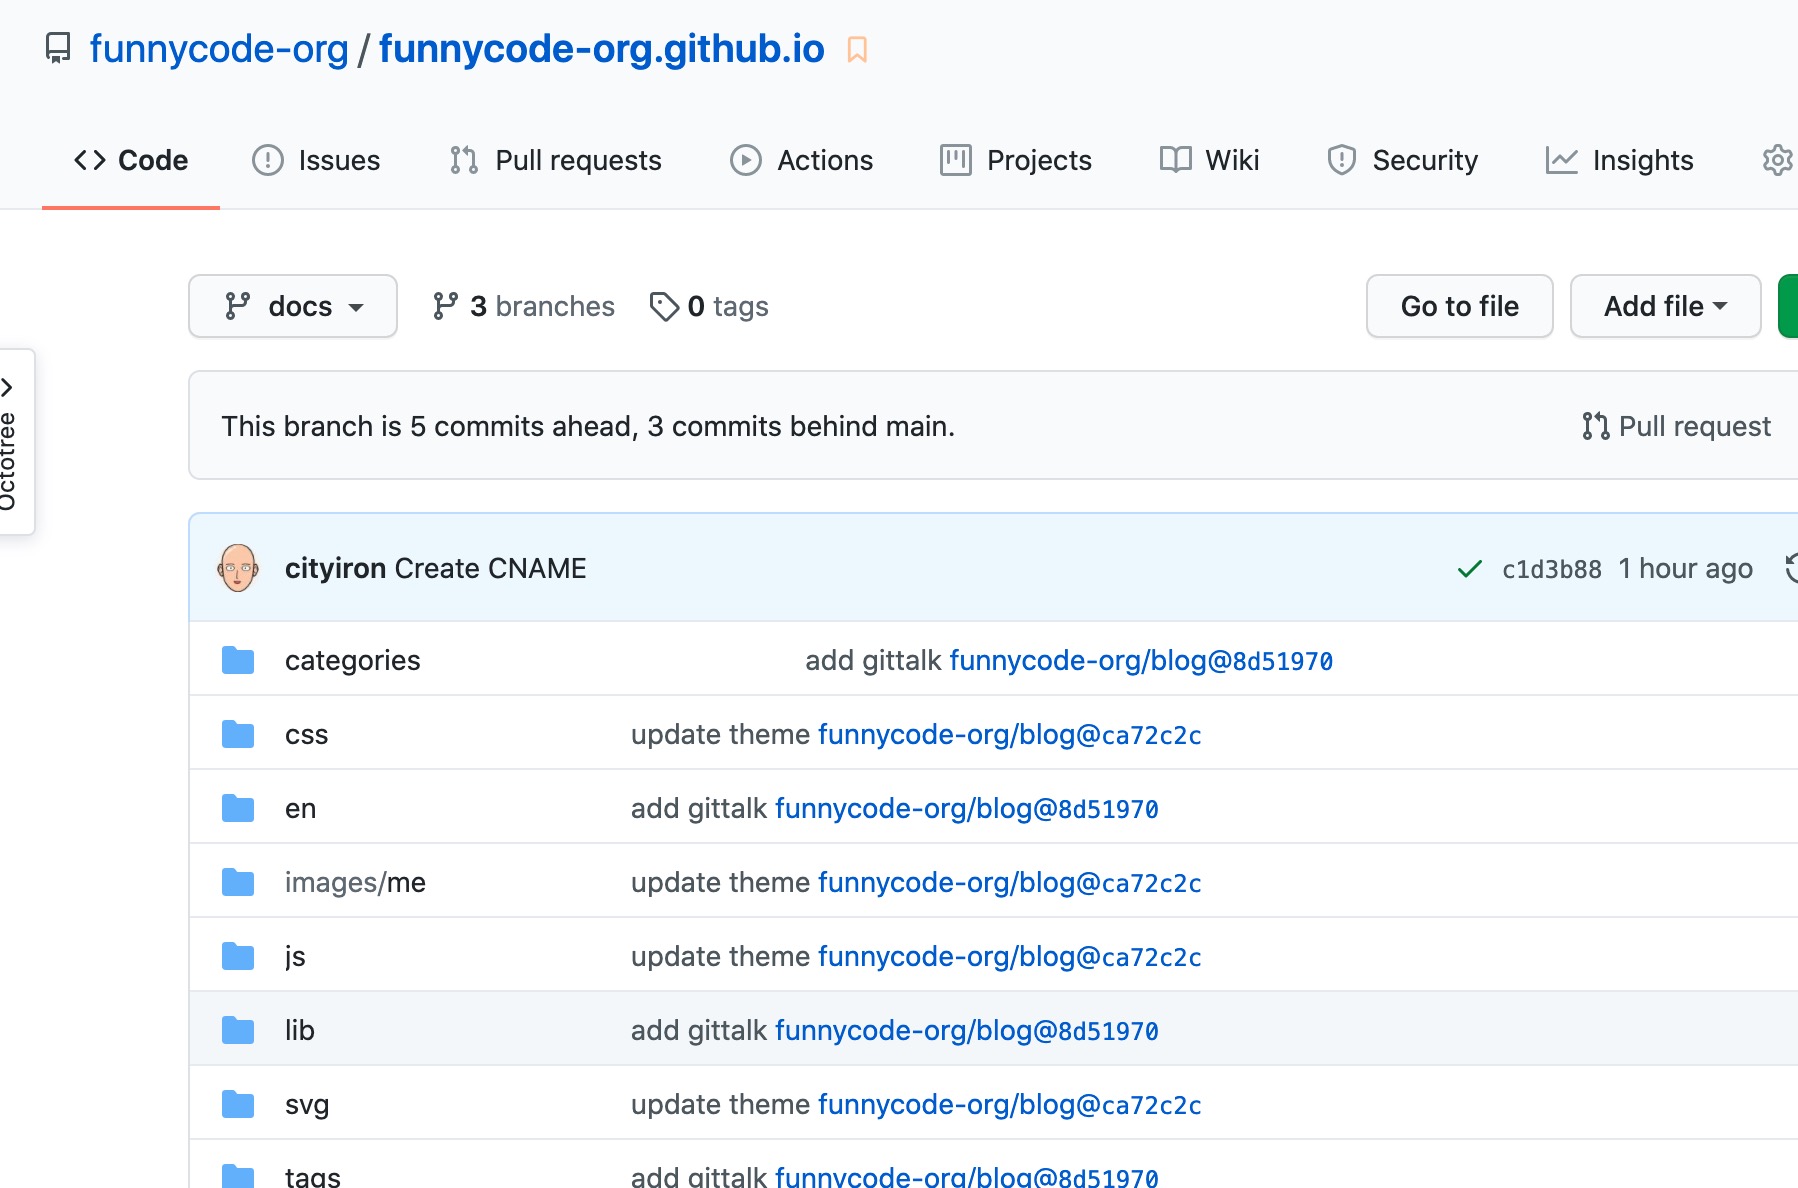 funnycode-org / funnycode-org.github.io
Code Issues Pull requests Actions Projects Wiki Security Insights
docs 3 branches 0 tags Go to file Add file
Octotree
This branch is 5 commits ahead, 3 commits behind main. Pull request
cityiron Create CNAME c1d3b88 1 hour ago
categories add gittalk funnycode-org/blog@8d51970
css update theme funnycode-org/blog@ca72c2c
en add gittalk funnycode-org/blog@8d51970
images/me update theme funnycode-org/blog@ca72c2c
js update theme funnycode-org/blog@ca72c2c
lib add gittalk funnycode-org/blog@8d51970
svg update theme funnycode-org/blog@ca72c2c
tags add gittalk funnycode-org/blog@8d51970